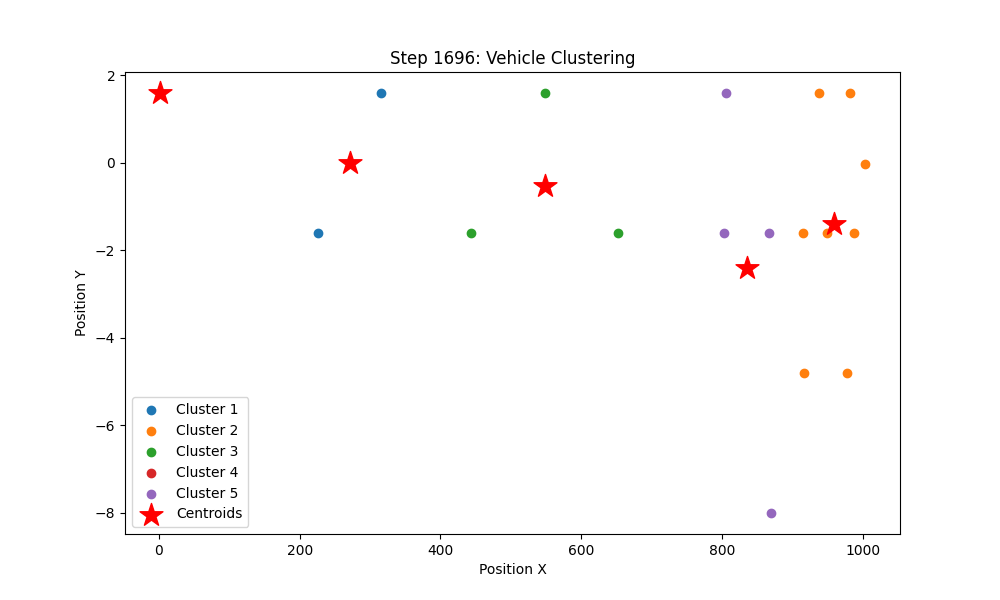 Step 1696: Vehicle Clustering
Position Y
2
0
−2
−4
−6
−8
Cluster 1
Cluster 2
Cluster 3
Cluster 4
Cluster 5
Centroids
0 200 400 600 800 1000
Position X